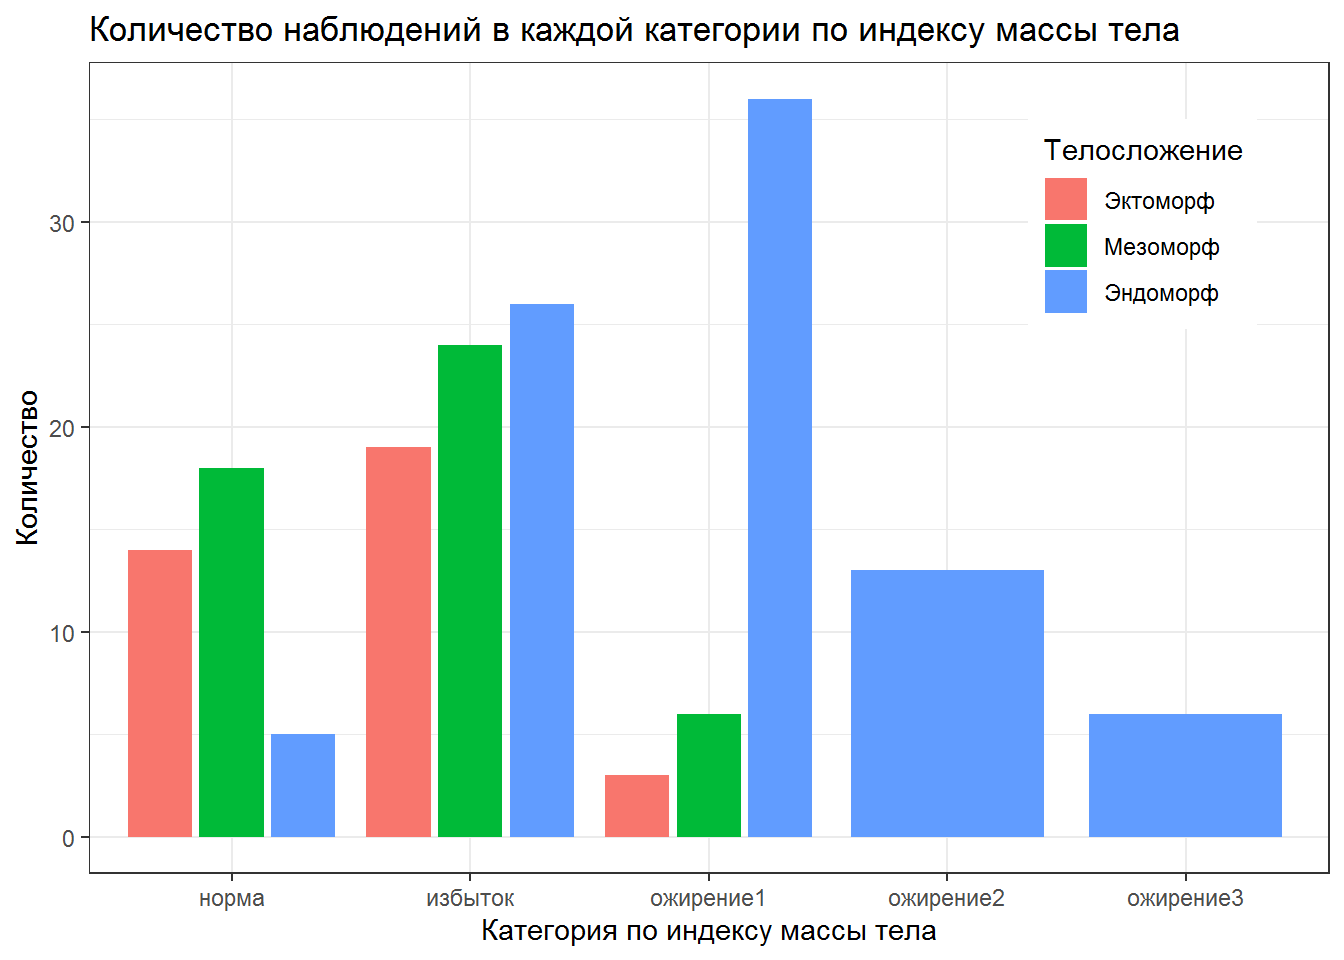 Количество наблюдений в каждой категории по индексу массы тела
Телосложение
Эктоморф
Мезоморф
Эндоморф
Количество
30
20
10
0
норма избыток ожирение1 ожирение2 ожирение3
Категория по индексу массы тела